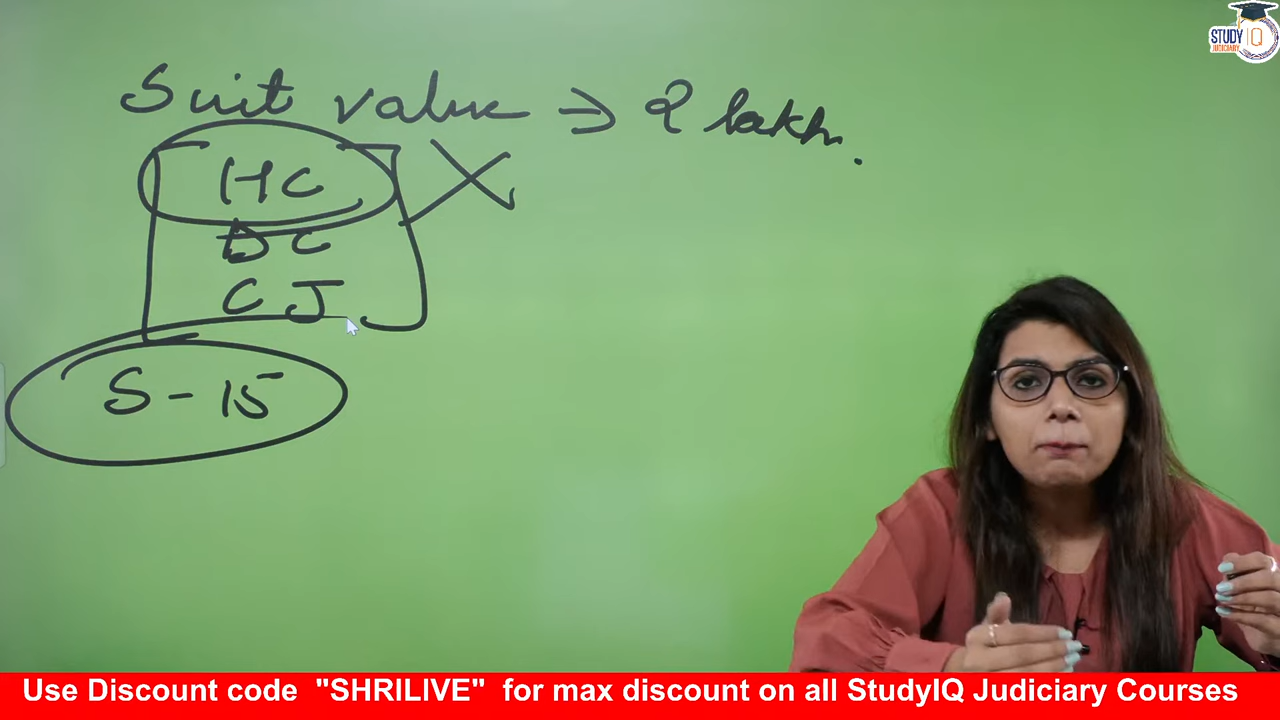 STUDY IQ
JUDICIARY
Suit value → 2 lakh.
HC X
DC
CJ
S - 15
Use Discount code "SHRILIVE" for max discount on all StudyIQ Judiciary Courses